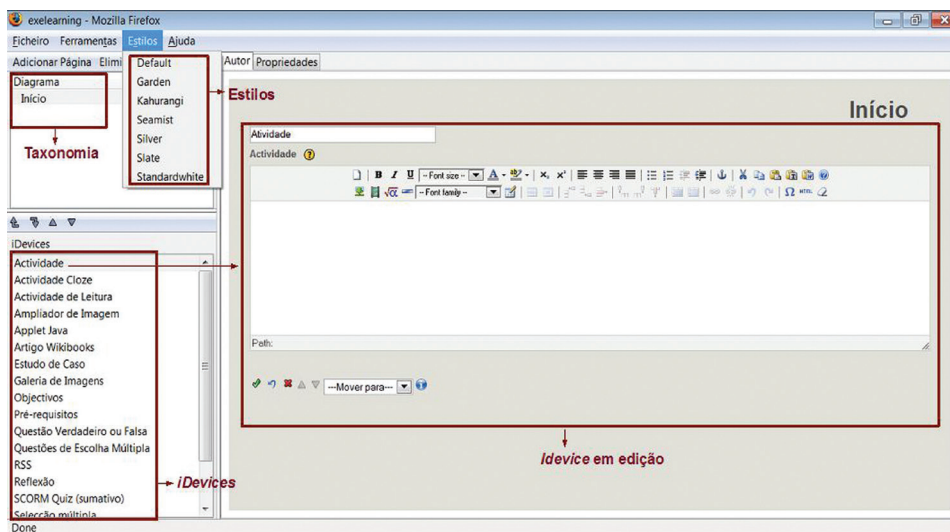 exelearning - Mozilla Firefox
Ficheiro Ferramentas Estilos Ajuda
Adicionar Página Elimi
Default
Garden
Kahurangi
Seamist
Silver
Slate
Standardwhite
Autor Propriedades
Diagrama
Início
Estilos
Taxonomia
Início
Atividade
Actividade
B I U -- Font size --
-- Font family --
HTML
Path:
---Mover para---
Idevice em edição
iDevices
Actividade
Actividade Cloze
Actividade de Leitura
Ampliador de Imagem
Applet Java
Artigo Wikibooks
Estudo de Caso
Galeria de Imagens
Objectivos
Pré-requisitos
Questão Verdadeiro ou Falsa
Questões de Escolha Múltipla
RSS
Reflexão
SCORM Quiz (sumativo)
Selecção múltipla
iDevices
Done